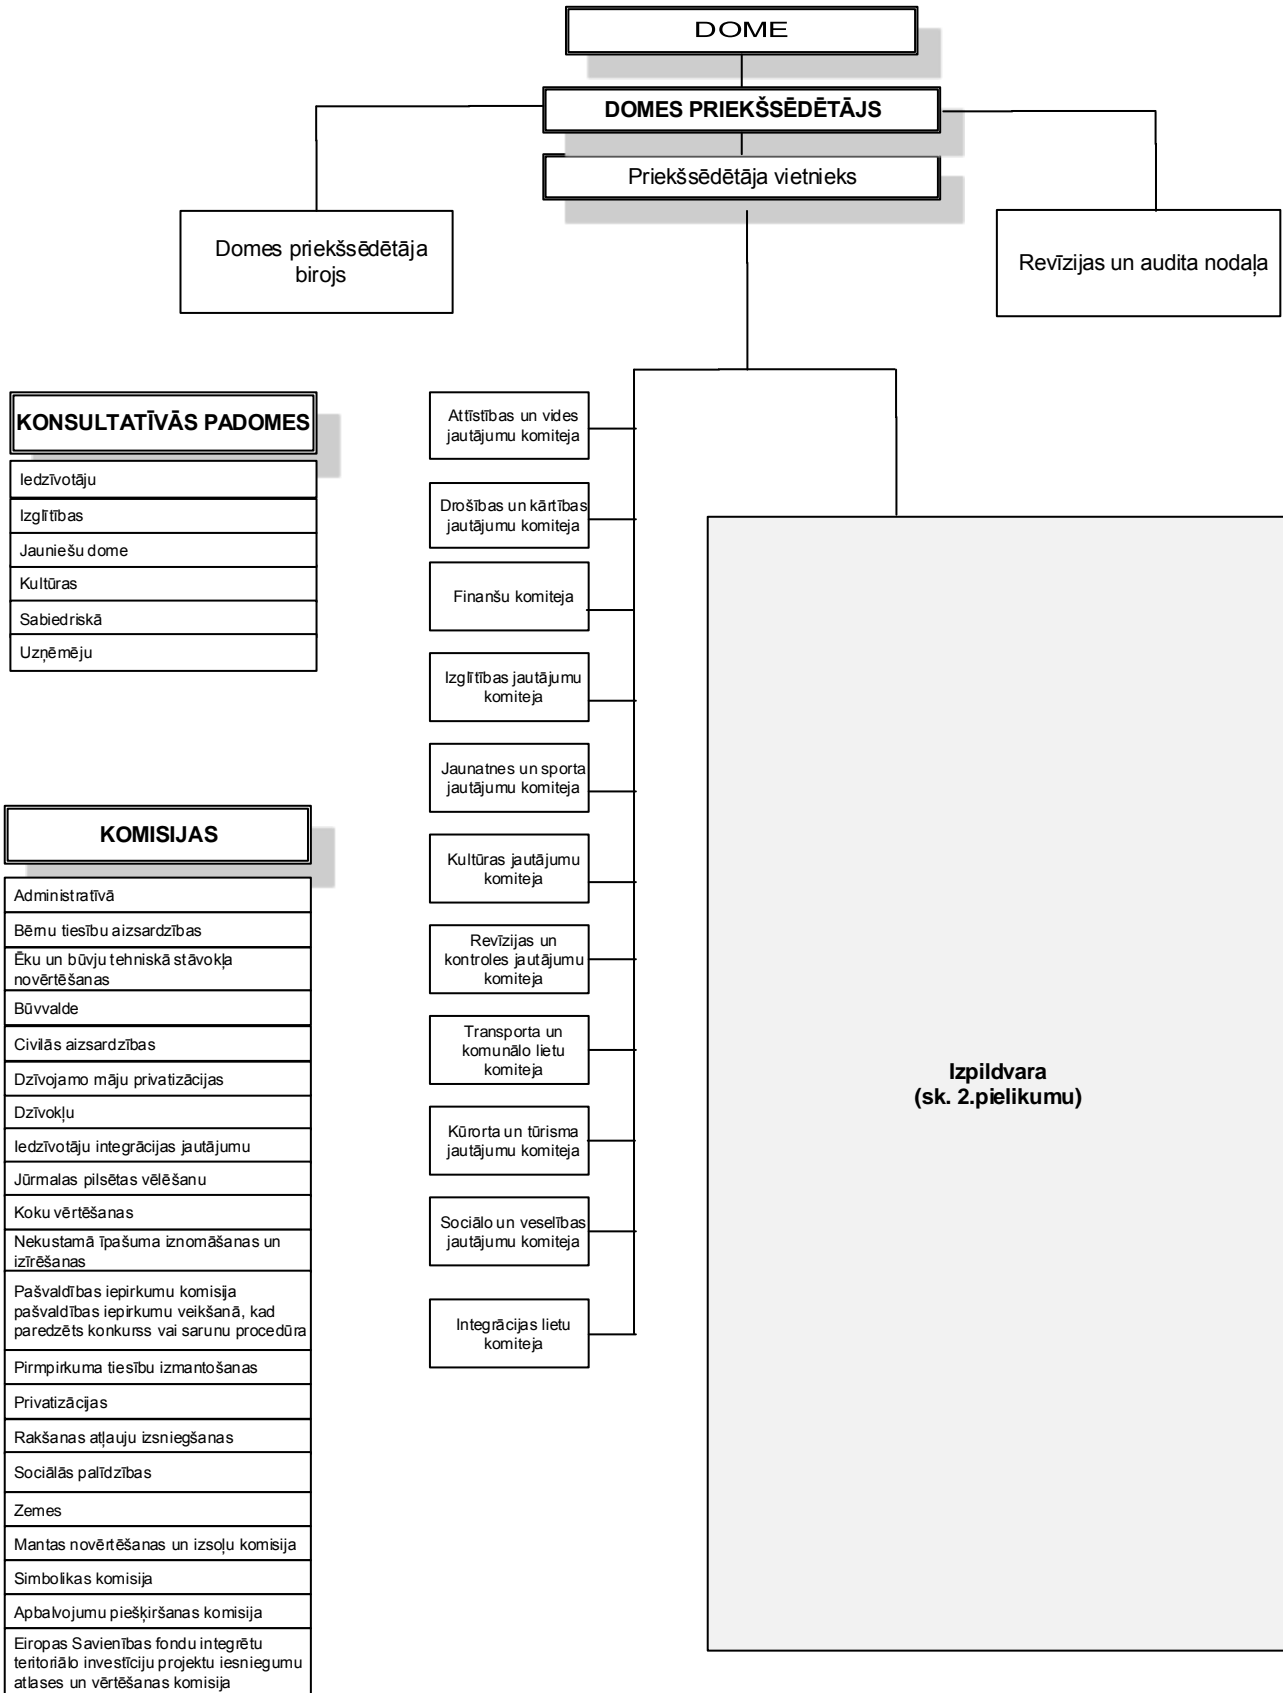 DOME
DOMES PRIEKŠSĒDĒTĀJS
Priekšsēdētāja vietnieks
Domes priekšsēdētāja
birojs
Revīzijas un audita nodaļa
KONSULTATĪVĀS PADOMES
Iedzīvotāju
Izglītības
Jauniešu dome
Kultūras
Sabiedriskā
Uzņēmēju
KOMISIJAS
Administratīvā
Bērnu tiesību aizsardzības
Ēku un būvju tehniskā stāvokļa
novērtēšanas
Būvvalde
Civilās aizsardzības
Dzīvojamo māju privatizācijas
Dzīvokļu
Iedzīvotāju integrācijas jautājumu
Jūrmalas pilsētas vēlēšanu
Koku vērtēšanas
Nekustamā īpašuma iznomāšanas un
izīrēšanas
Pašvaldības iepirkumu komisija
pašvaldības iepirkumu veikšanā, kad
paredzēts konkurss vai sarunu procedūra
Pirmpirkuma tiesību izmantošanas
Privatizācijas
Rakšanas atļauju izsniegšanas
Sociālās palīdzības
Zemes
Mantas novērtēšanas un izsoļu komisija
Simbolikas komisija
Apbalvojumu piešķiršanas komisija
Eiropas Savienības fondu integrētu
teritoriālo investīciju projektu iesniegumu
atlases un vērtēšanas komisija
Attīstības un vides
jautājumu komiteja
Drošības un kārtības
jautājumu komiteja
Finanšu komiteja
Izglītības jautājumu
komiteja
Jaunatnes un sporta
jautājumu komiteja
Kultūras jautājumu
komiteja
Revīzijas un
kontroles jautājumu
komiteja
Transporta un
komunālo lietu
komiteja
Kūrorta un tūrisma
jautājumu komiteja
Sociālo un veselības
jautājumu komiteja
Integrācijas lietu
komiteja
Izpildvara
(sk. 2.pielikumu)